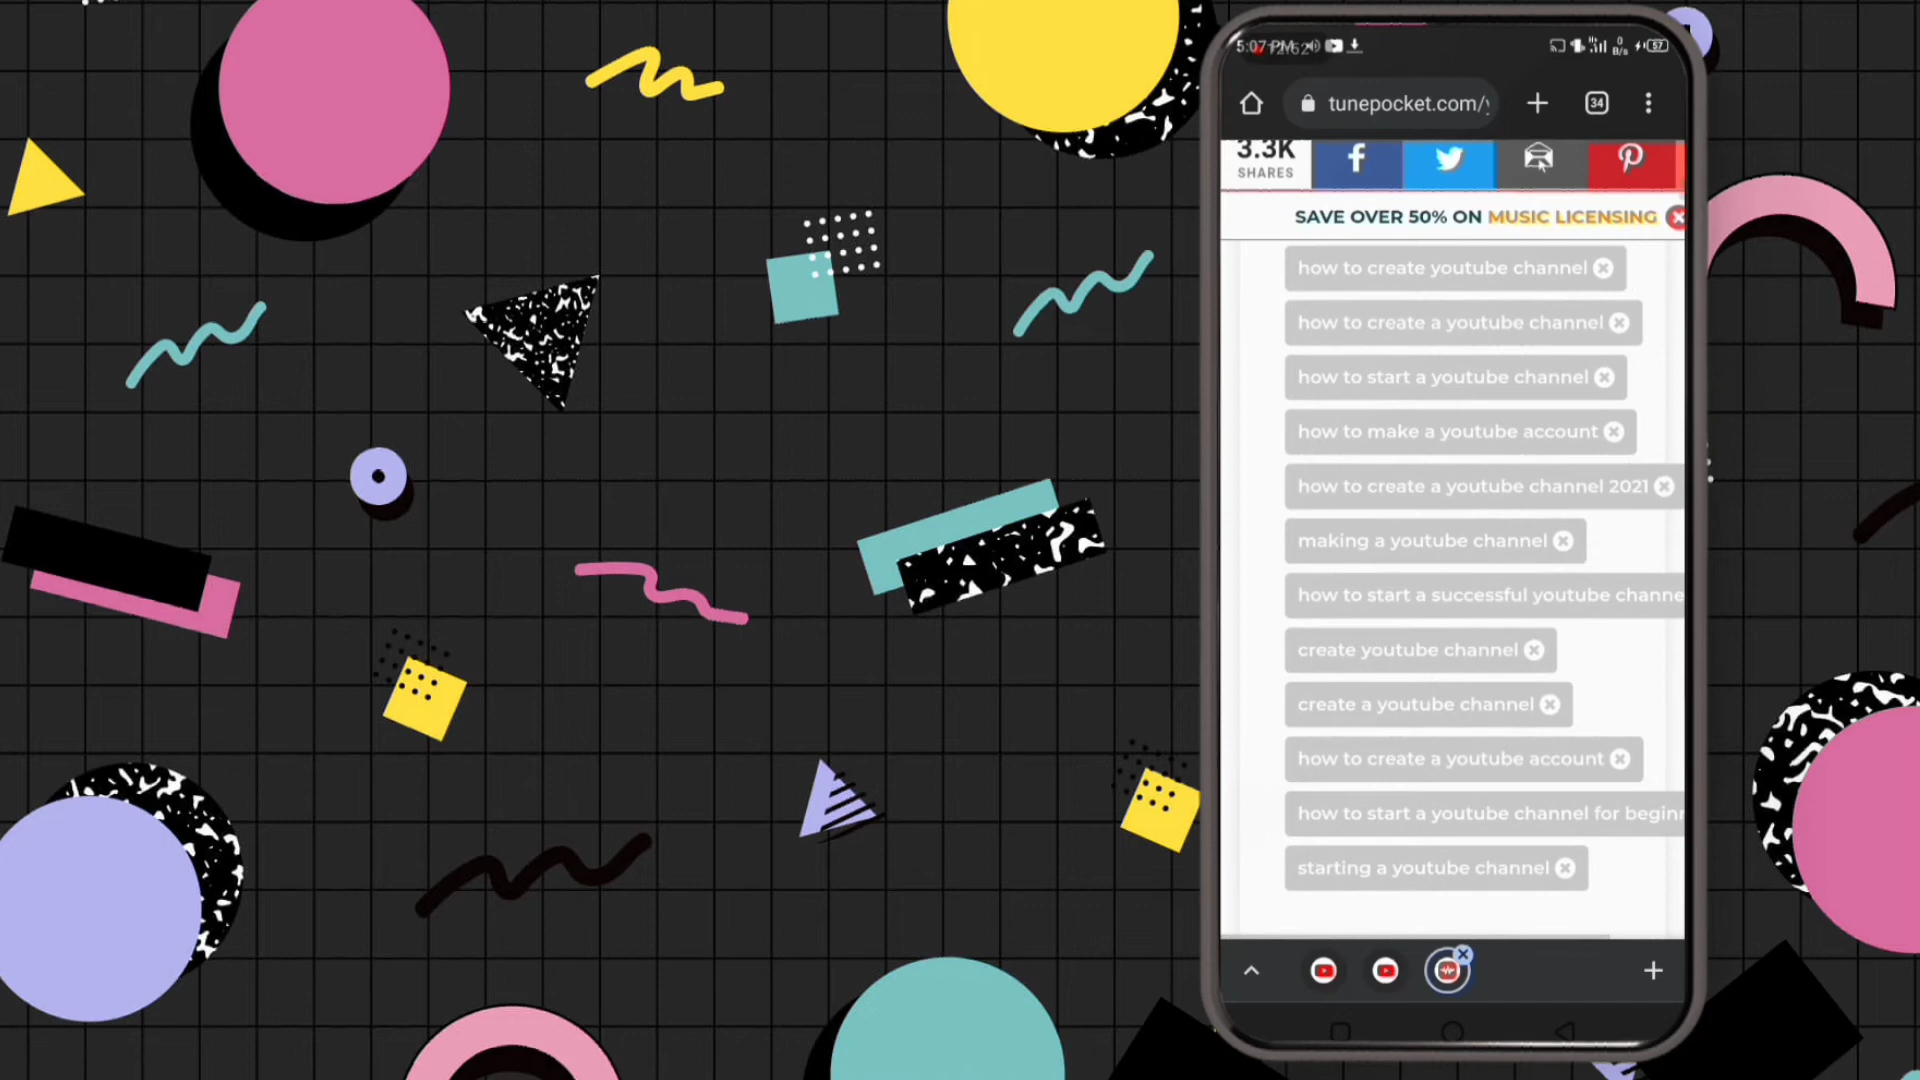 5:07 PM
57
tunepocket.com/y
34
3.3K
SHARES
SAVE OVER 50% ON MUSIC LICENSING
how to create youtube channel
how to create a youtube channel
how to start a youtube channel
how to make a youtube account
how to create a youtube channel 2021
making a youtube channel
how to start a successful youtube channe
create youtube channel
create a youtube channel
how to create a youtube account
how to start a youtube channel for beginn
starting a youtube channel